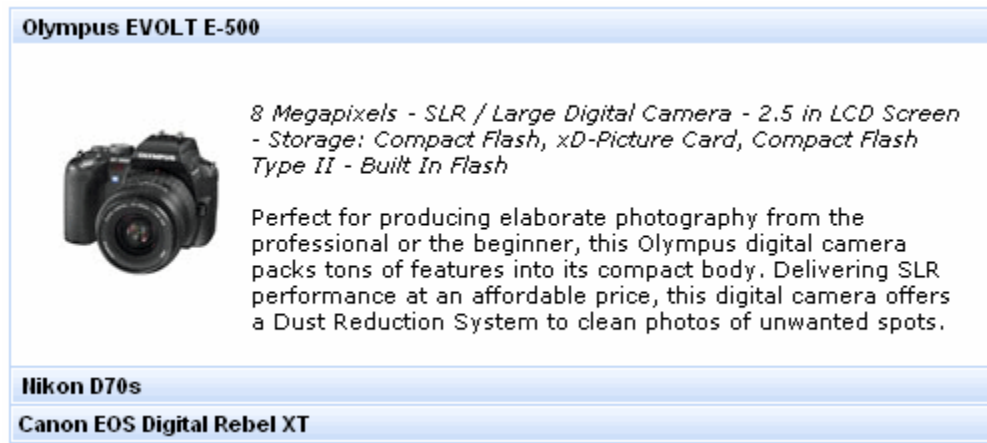 Olympus EVOLT E-500
8 Megapixels - SLR / Large Digital Camera - 2.5 in LCD Screen
- Storage: Compact Flash, xD-Picture Card, Compact Flash
Type II - Built In Flash
OLYMPUS
Perfect for producing elaborate photography from the
professional or the beginner, this Olympus digital camera
packs tons of features into its compact body. Delivering SLR
performance at an affordable price, this digital camera offers
a Dust Reduction System to clean photos of unwanted spots.
Nikon D70s
Canon EOS Digital Rebel XT